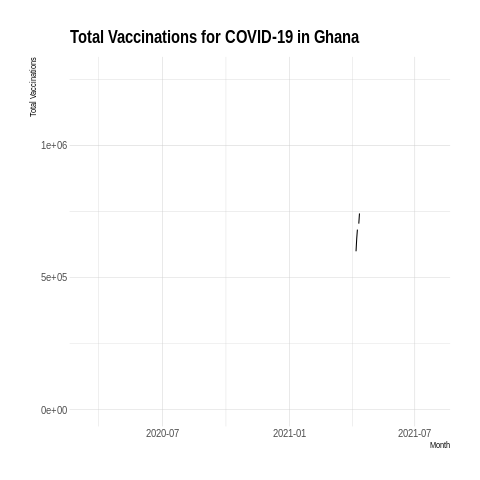 Total Vaccinations for COVID-19 in Ghana
Total Vaccinations
1e+06
5e+05
0e+00
2020-07 2021-01 2021-07
Month